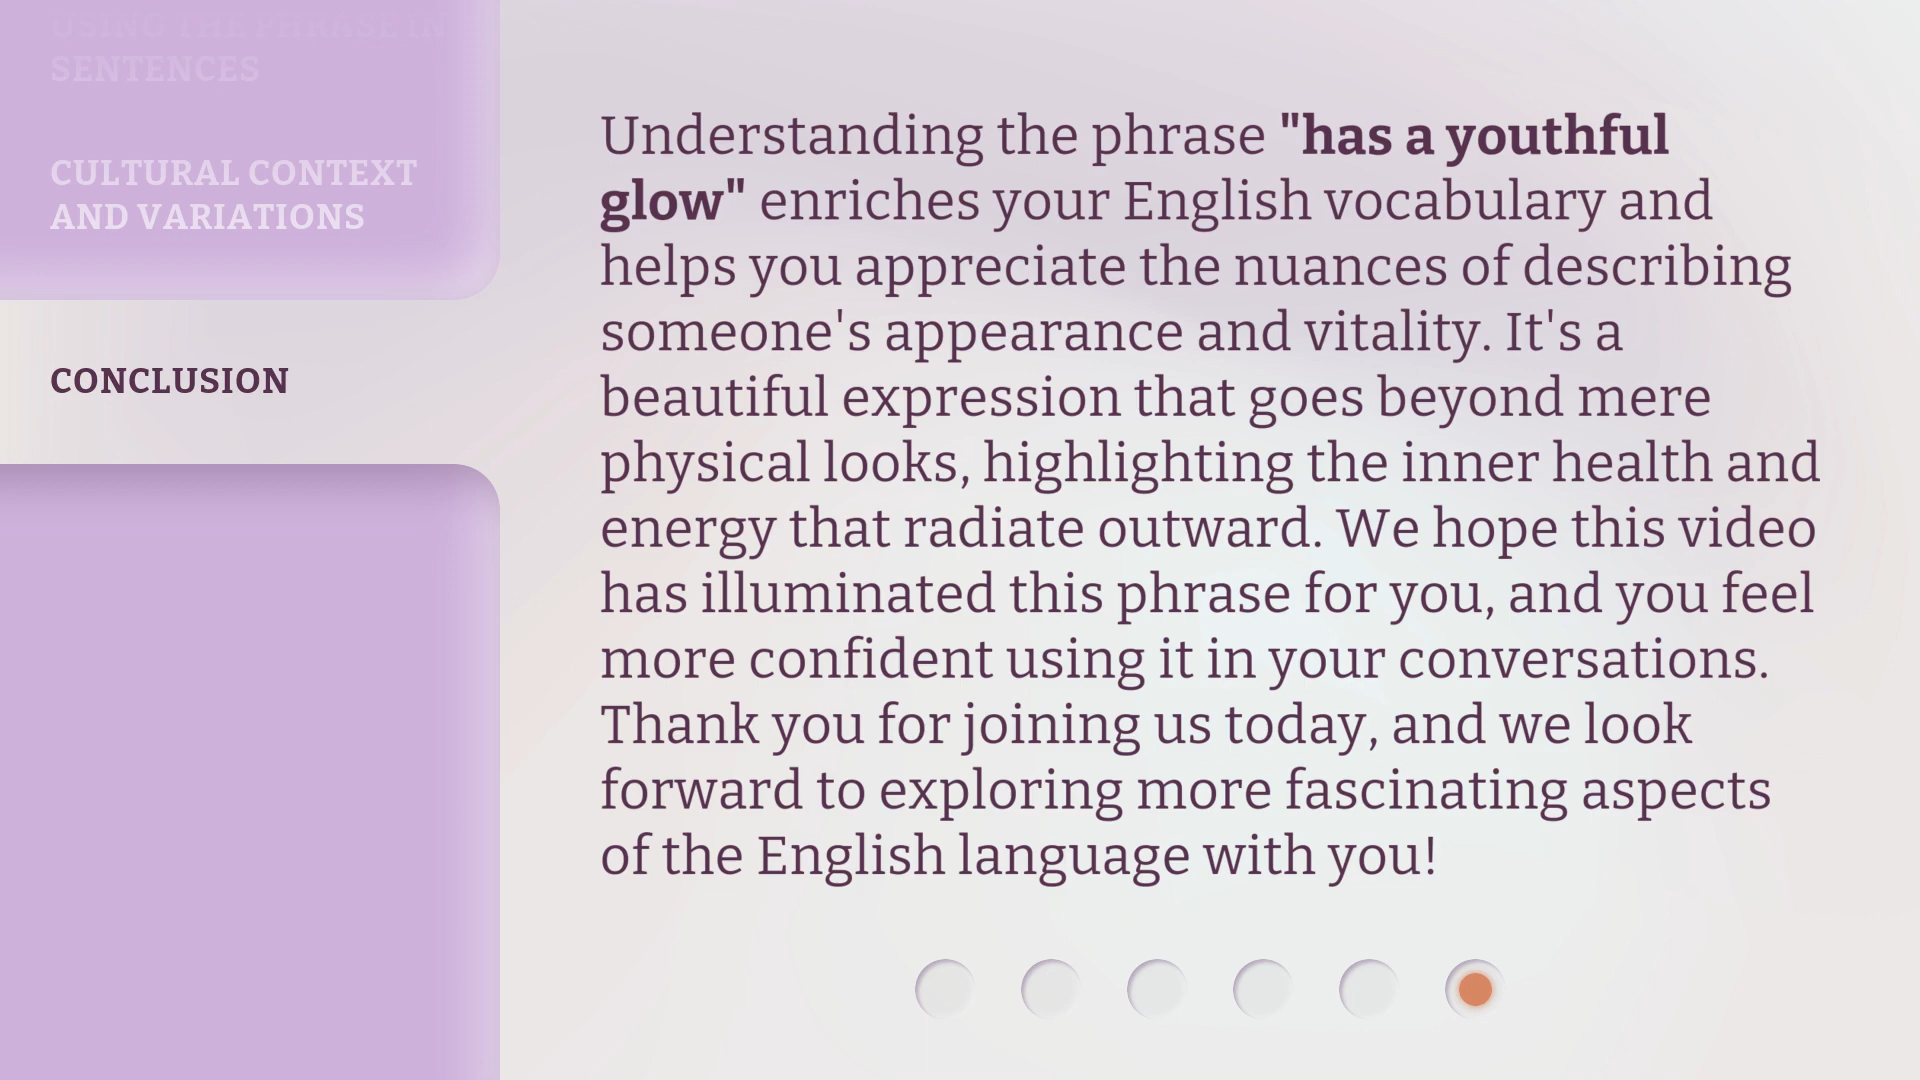 USING THE PHRASE IN
SENTENCES
CULTURAL CONTEXT
AND VARIATIONS
CONCLUSION
Understanding the phrase "has a youthful
glow" enriches your English vocabulary and
helps you appreciate the nuances of describing
someone's appearance and vitality. It's a
beautiful expression that goes beyond mere
physical looks, highlighting the inner health and
energy that radiate outward. We hope this video
has illuminated this phrase for you, and you feel
more confident using it in your conversations.
Thank you for joining us today, and we look
forward to exploring more fascinating aspects
of the English language with you!